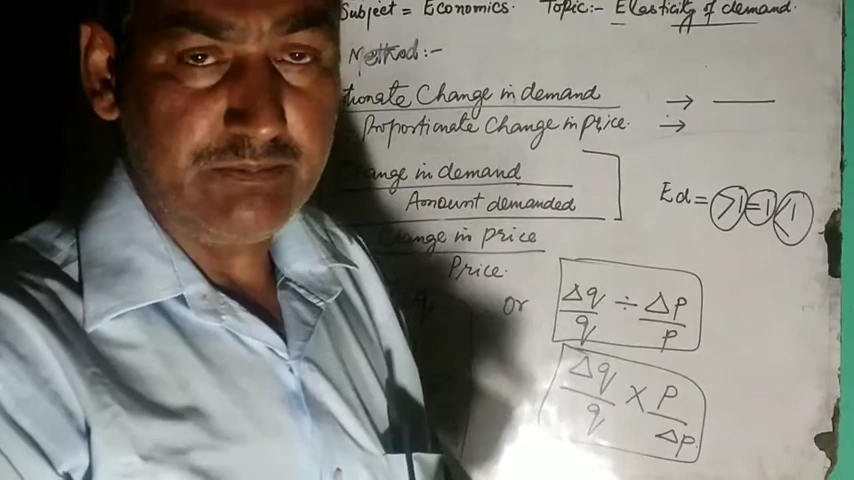 Subject = Economics. Topic:- Elasticity of demand.
Method:-
tionate Change in demand →
Proportionate Change in price. →
Change in demand
Amount demanded
Ed = >1 =1 <1
Change in price
Price.
q or Δq/q ÷ Δp/p
Δq/q × P/Δp.